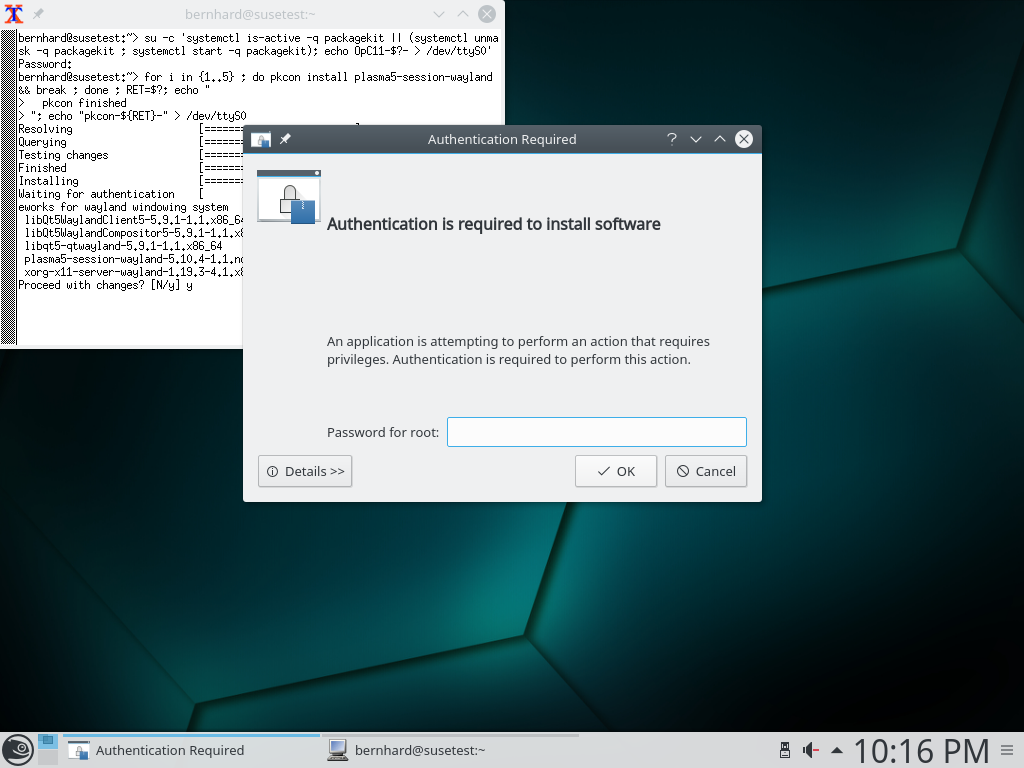 bernhard@susetest:~
bernhard@susetest:~> su -c 'systemctl is-active -q packagekit || (systemctl unma
sk -q packagekit ; systemctl start -q packagekit); echo OpC11-$?- > /dev/ttyS0'
Password:
bernhard@susetest:~> for i in {1..5} ; do pkcon install plasma5-session-wayland
&& break ; done ; RET=$?; echo "
>   pkcon finished
> "; echo "pkcon-${RET}-" > /dev/ttyS0
Resolving [=======
Querying [=======
Testing changes [=======
Finished [=======
Installing [=======
Waiting for authentication [
eworks for wayland windowing system
libQt5WaylandClient5-5.9.1-1.1.x86_64
libQt5WaylandCompositor5-5.9.1-1.1.x8
libqt5-qtwayland-5.9.1-1.1.x86_64
plasma5-session-wayland-5.10.4-1.1.no
xorg-x11-server-wayland-1.19.3-4.1.x8
Proceed with changes? [N/y] y
Authentication Required
Authentication is required to install software
An application is attempting to perform an action that requires
privileges. Authentication is required to perform this action.
Password for root:
Details >>
OK
Cancel
Authentication Required
bernhard@susetest:~
10:16 PM